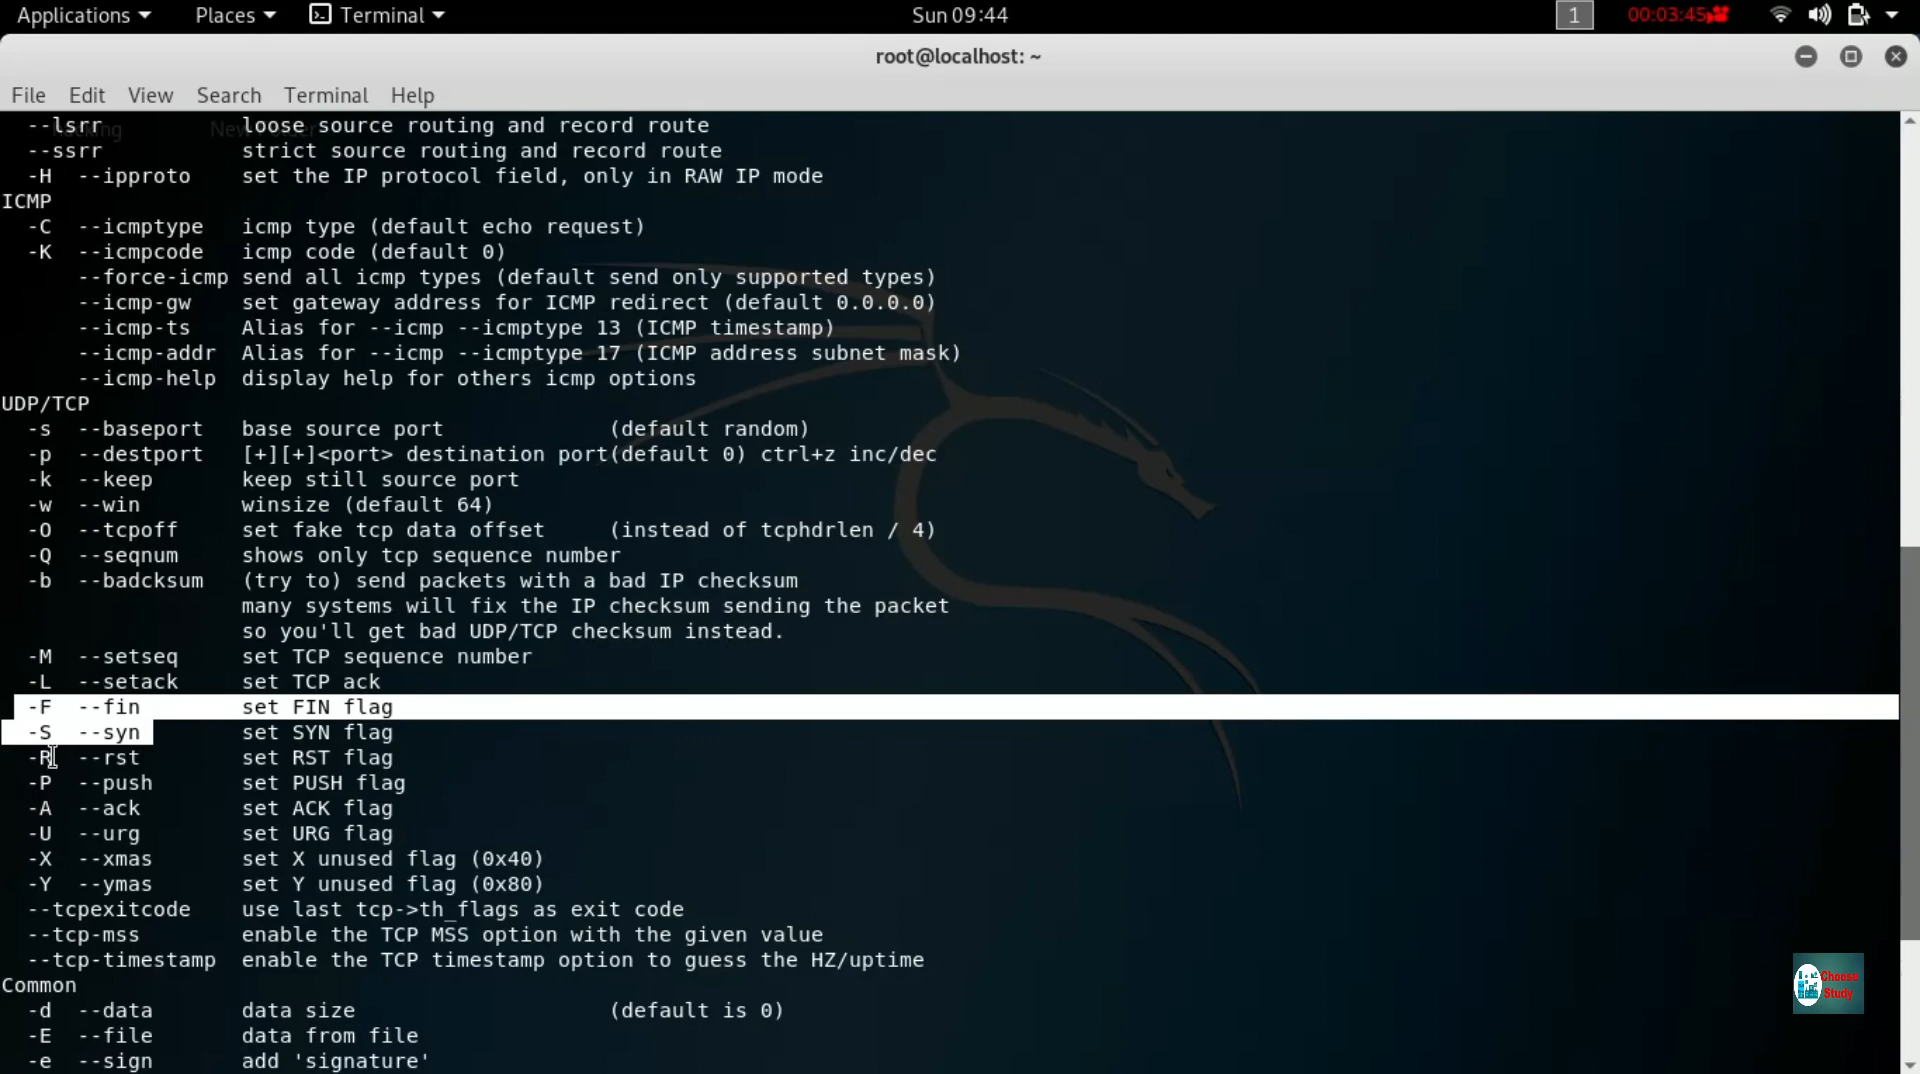 Applications Places Terminal Sun 09:44 1 00:03:45
root@localhost: ~
File Edit View Search Terminal Help
--lsrr loose source routing and record route
--ssrr strict source routing and record route
-H --ipproto set the IP protocol field, only in RAW IP mode
ICMP
-C --icmptype icmp type (default echo request)
-K --icmpcode icmp code (default 0)
--force-icmp send all icmp types (default send only supported types)
--icmp-gw set gateway address for ICMP redirect (default 0.0.0.0)
--icmp-ts Alias for --icmp --icmptype 13 (ICMP timestamp)
--icmp-addr Alias for --icmp --icmptype 17 (ICMP address subnet mask)
--icmp-help display help for others icmp options
UDP/TCP
-s --baseport base source port (default random)
-p --destport [+][+]<port> destination port(default 0) ctrl+z inc/dec
-k --keep keep still source port
-w --win winsize (default 64)
-O --tcpoff set fake tcp data offset (instead of tcphdrlen / 4)
-Q --seqnum shows only tcp sequence number
-b --badcksum (try to) send packets with a bad IP checksum
many systems will fix the IP checksum sending the packet
so you'll get bad UDP/TCP checksum instead.
-M --setseq set TCP sequence number
-L --setack set TCP ack
-F --fin set FIN flag
-S --syn set SYN flag
-R --rst set RST flag
-P --push set PUSH flag
-A --ack set ACK flag
-U --urg set URG flag
-X --xmas set X unused flag (0x40)
-Y --ymas set Y unused flag (0x80)
--tcpexitcode use last tcp->th_flags as exit code
--tcp-mss enable the TCP MSS option with the given value
--tcp-timestamp enable the TCP timestamp option to guess the HZ/uptime
Common
-d --data data size (default is 0)
-E --file data from file
-e --sign add 'signature'
Choose
Study